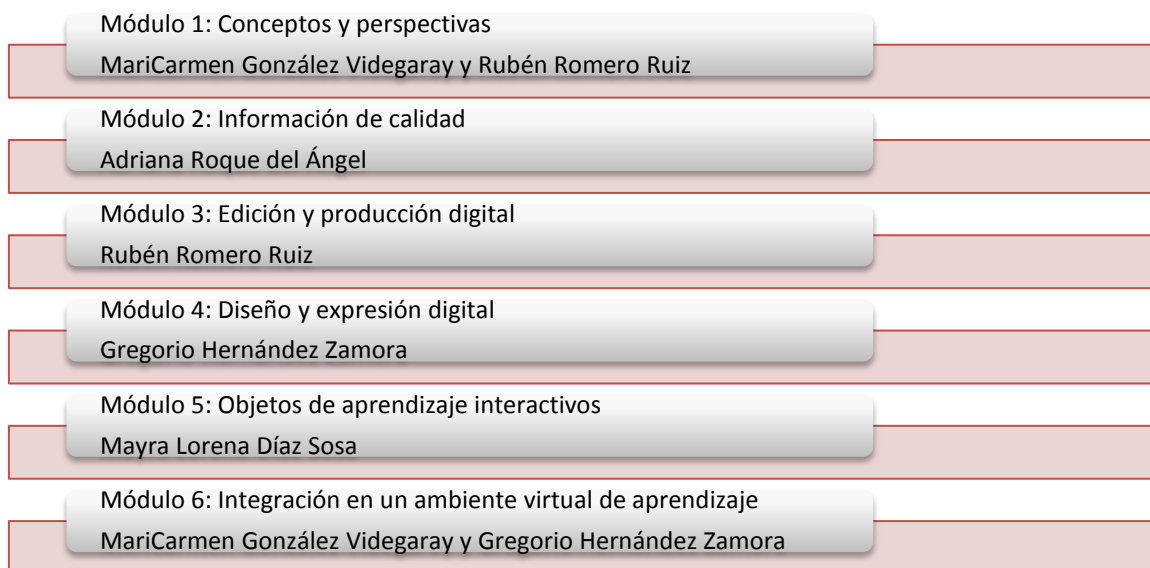 Módulo 1: Conceptos y perspectivas
MariCarmen González Videgaray y Rubén Romero Ruiz
Módulo 2: Información de calidad
Adriana Roque del Ángel
Módulo 3: Edición y producción digital
Rubén Romero Ruiz
Módulo 4: Diseño y expresión digital
Gregorio Hernández Zamora
Módulo 5: Objetos de aprendizaje interactivos
Mayra Lorena Díaz Sosa
Módulo 6: Integración en un ambiente virtual de aprendizaje
MariCarmen González Videgaray y Gregorio Hernández Zamora